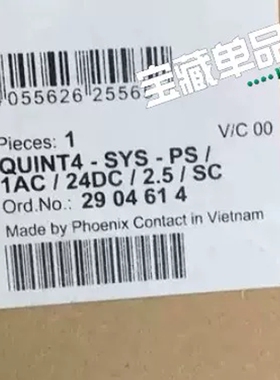 宝藏单品
055626 2556
Pieces: 1
V/C 00
QUINT4 - SYS - PS /
1AC / 24DC / 2.5 / SC
Ord.No.: 29 04 61 4
Made by Phoenix Contact in Vietnam